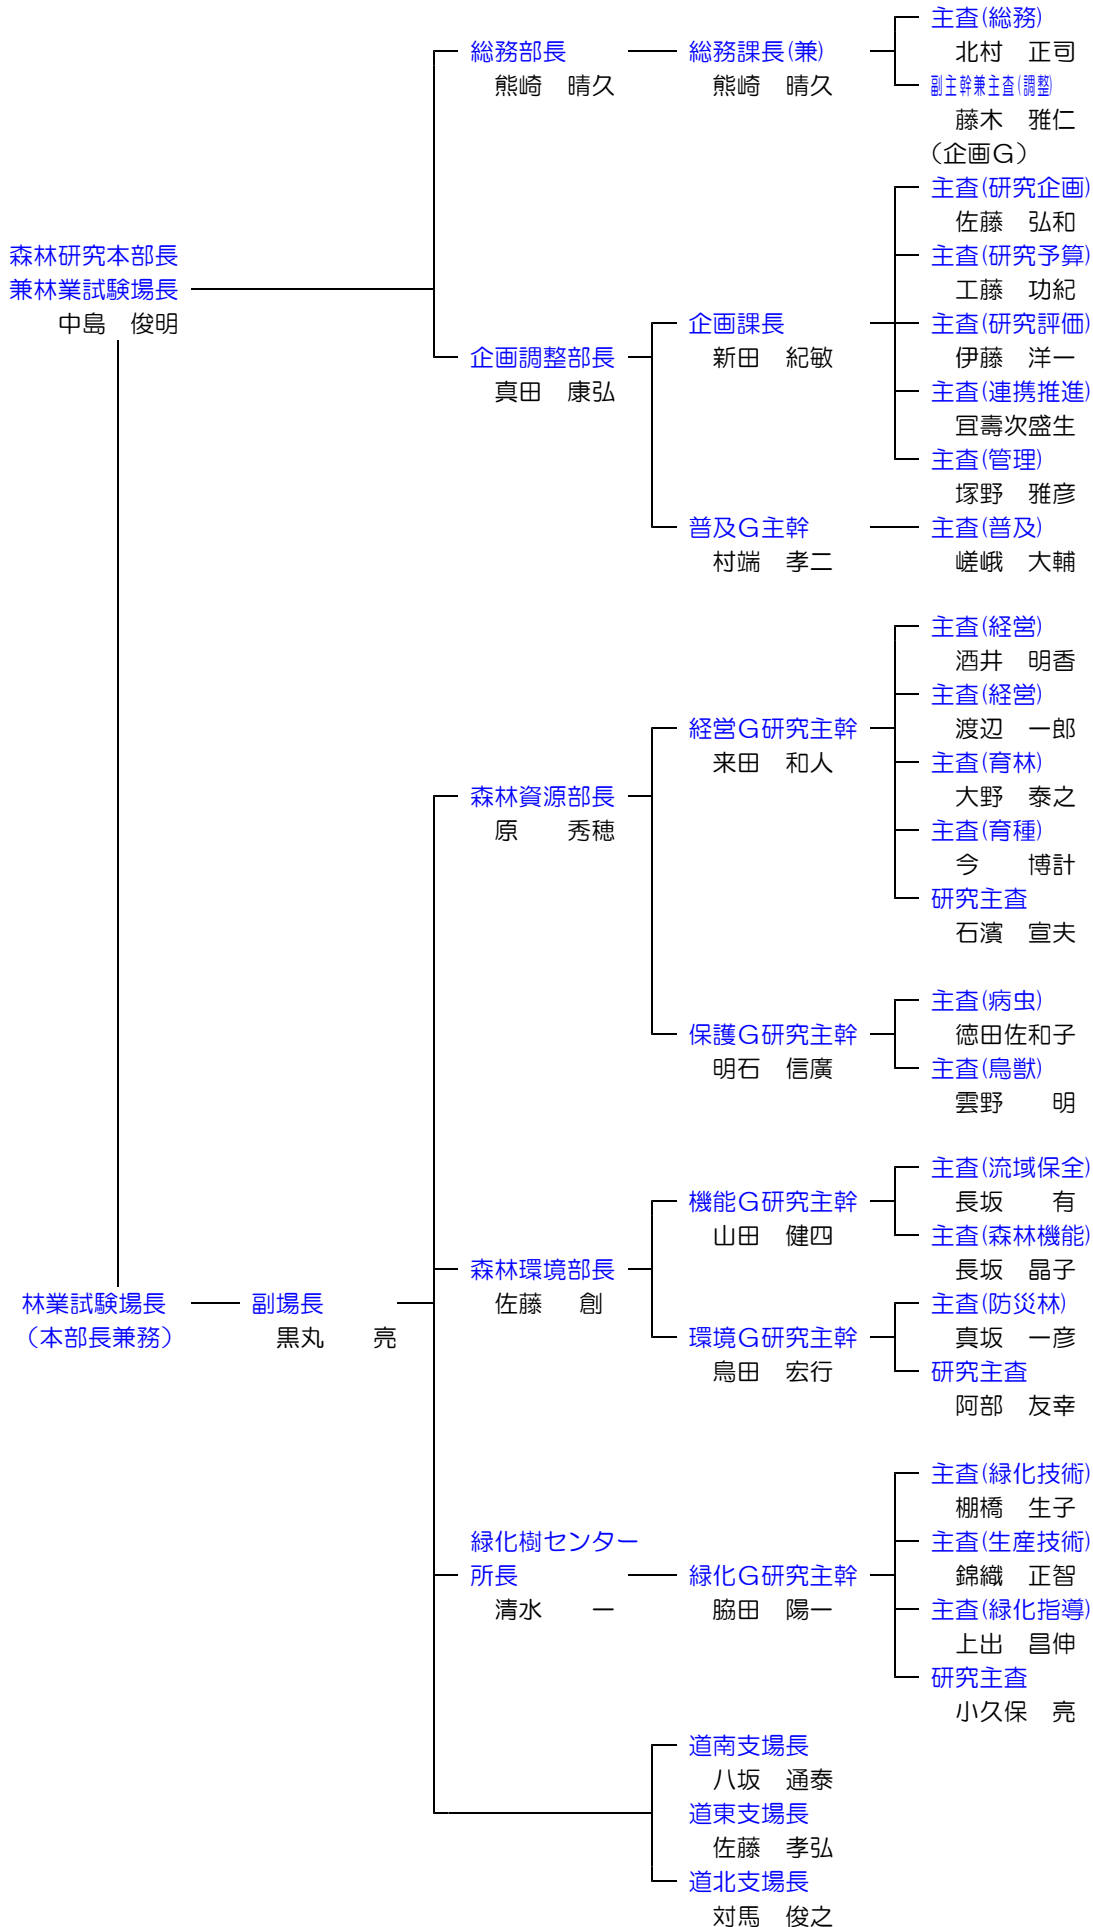 森林研究本部長
兼林業試験場長
中島　俊明
総務部長
熊崎　晴久
総務課長(兼)
熊崎　晴久
主査(総務)
北村　正司
副主幹兼主査(調整)
藤木　雅仁
（企画Ｇ）
企画調整部長
真田　康弘
企画課長
新田　紀敏
主査(研究企画)
佐藤　弘和
主査(研究予算)
工藤　功紀
主査(研究評価)
伊藤　洋一
主査(連携推進)
冝壽次盛生
主査(管理)
塚野　雅彦
普及Ｇ主幹
村端　孝二
主査(普及)
嵯峨　大輔
林業試験場長
（本部長兼務）
副場長
黒丸　　亮
森林資源部長
原　　秀穂
経営Ｇ研究主幹
来田　和人
主査(経営)
酒井　明香
主査(経営)
渡辺　一郎
主査(育林)
大野　泰之
主査(育種)
今　　博計
研究主査
石濱　宣夫
保護Ｇ研究主幹
明石　信廣
主査(病虫)
徳田佐和子
主査(鳥獣)
雲野　　明
森林環境部長
佐藤　創
機能Ｇ研究主幹
山田　健四
主査(流域保全)
長坂　　有
主査(森林機能)
長坂　晶子
環境Ｇ研究主幹
鳥田　宏行
主査(防災林)
真坂　一彦
研究主査
阿部　友幸
緑化樹センター
所長
清水　　一
緑化Ｇ研究主幹
脇田　陽一
主査(緑化技術)
棚橋　生子
主査(生産技術)
錦織　正智
主査(緑化指導)
上出　昌伸
研究主査
小久保　亮
道南支場長
八坂　通泰
道東支場長
佐藤　孝弘
道北支場長
対馬　俊之